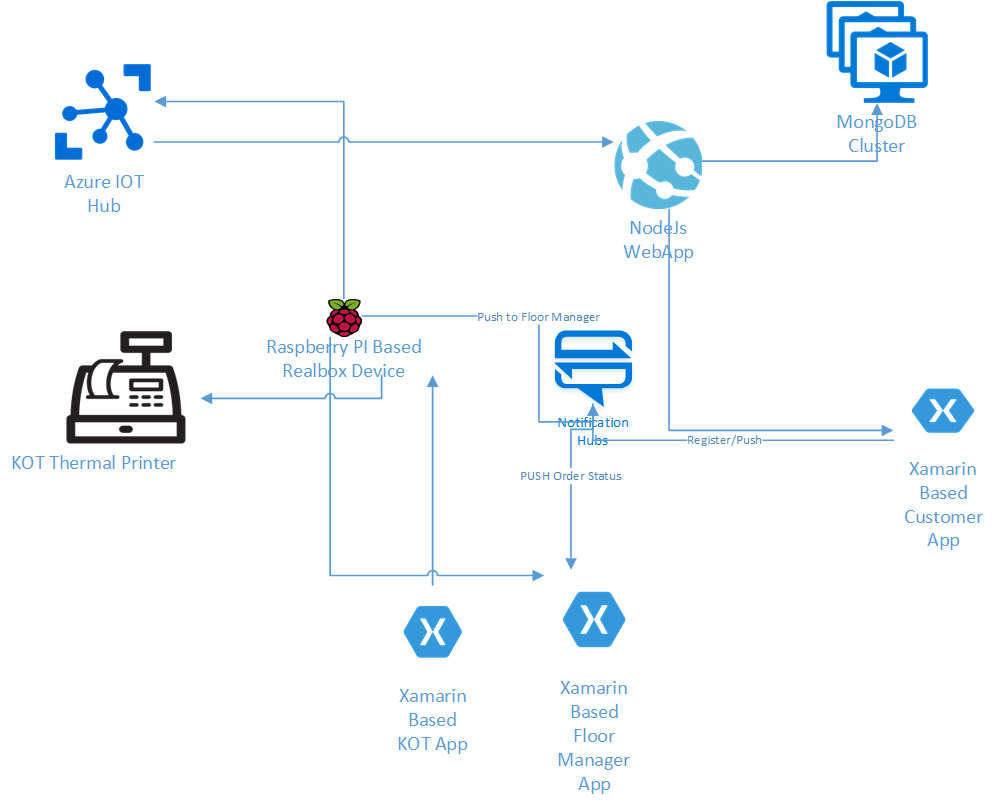 MongoDB
Cluster
Azure IOT
Hub
NodeJs
WebApp
Push to Floor Manager
Raspberry PI Based
Realbox Device
Notification
Hubs
Register/Push
KOT Thermal Printer
PUSH Order Status
Xamarin
Based
Customer
App
Xamarin
Based
KOT App
Xamarin
Based
Floor
Manager
App